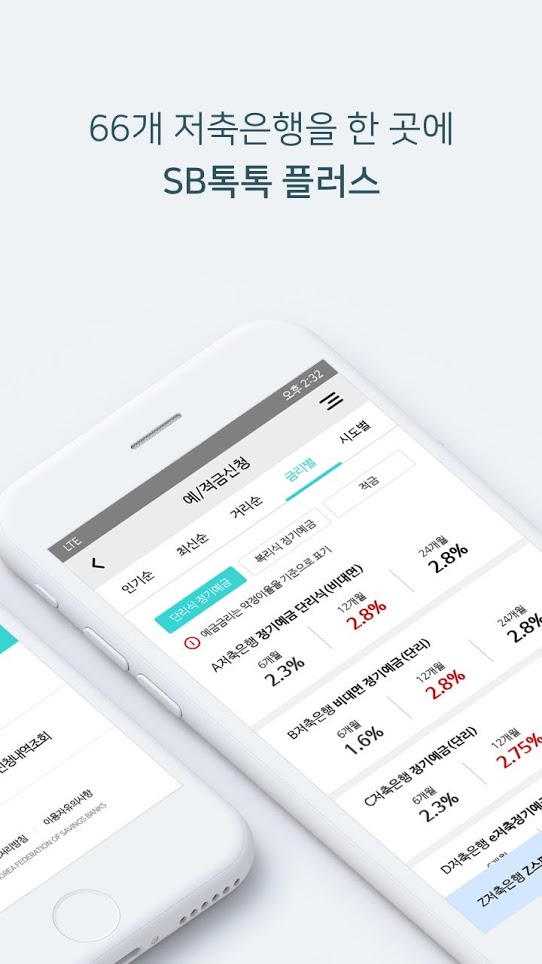 66개 저축은행을 한 곳에
SB톡톡 플러스
LTE
오후 2:32
예/적금신청
인기순 최신순 거리순 금리별 시도별
단리식 정기예금 복리식 정기예금 적금
예금금리는 약정이율을 기준으로 표기
A저축은행 정기예금 단리식(비대면)
6개월 12개월 24개월
2.3% 2.8% 2.8%
B저축은행 비대면 정기예금(단리)
6개월 12개월 24개월
1.6% 2.8% 2.8%
C저축은행 정기예금(단리)
6개월 12개월
2.3% 2.75%
D저축은행 e저축정기예금
Z저축은행 Z스
신청내역조회
처리방침 이용자유의사항
KOREA FEDERATION OF SAVINGS BANKS